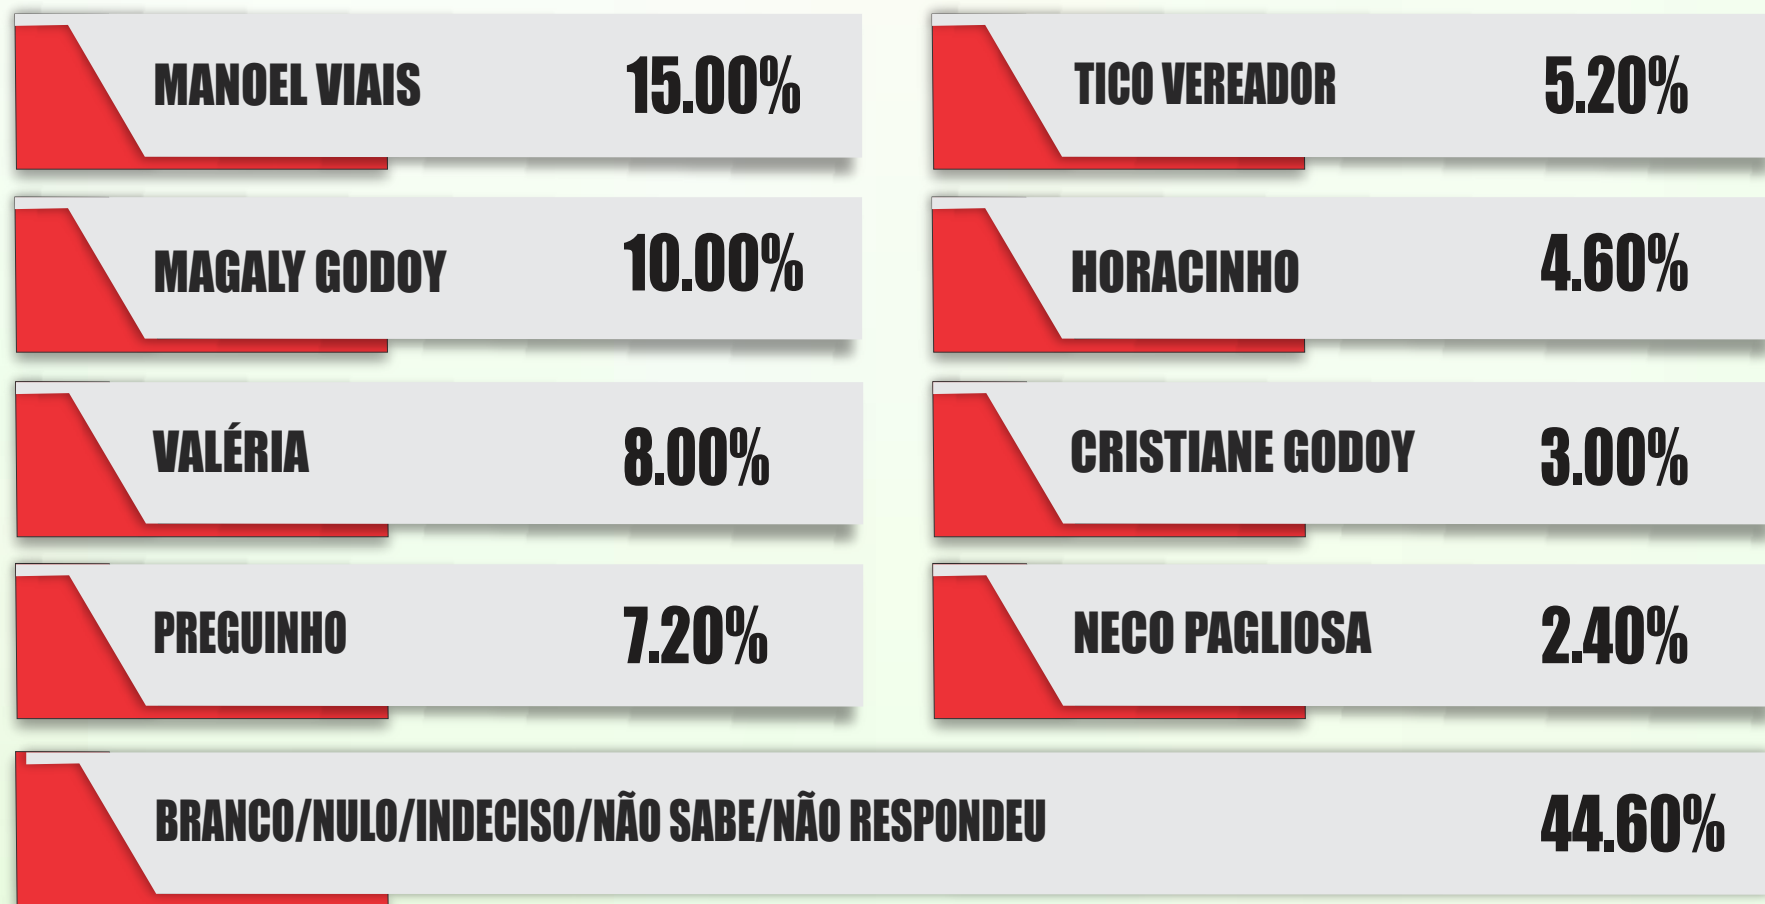 MANOEL VIAIS 15.00%
MAGALY GODOY 10.00%
VALÉRIA 8.00%
PREGUINHO 7.20%
TICO VEREADOR 5.20%
HORACINHO 4.60%
CRISTIANE GODOY 3.00%
NECO PAGLIOSA 2.40%
BRANCO/NULO/INDECISO/NÃO SABE/NÃO RESPONDEU 44.60%